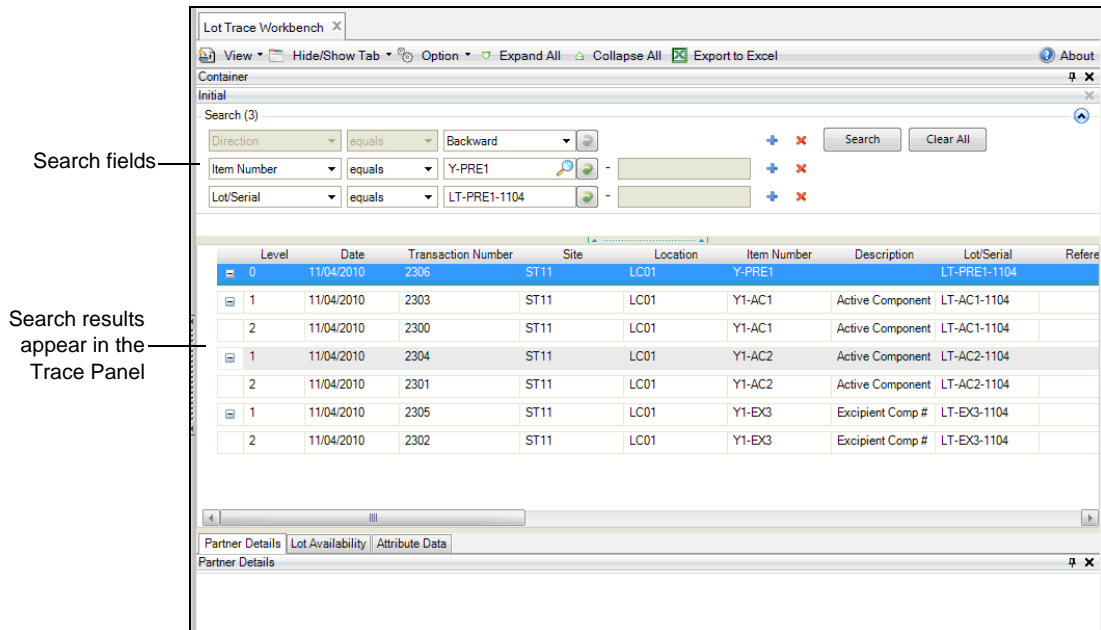 Lot Trace Workbench
View Hide/Show Tab Option Expand All Collapse All Export to Excel About
Container
Initial
Search (3)
Direction equals Backward Search Clear All
Search fields
Item Number equals Y-PRE1 -
Lot/Serial equals LT-PRE1-1104 -
Level Date Transaction Number Site Location Item Number Description Lot/Serial Refere
0 11/04/2010 2306 ST11 LC01 Y-PRE1 LT-PRE1-1104
1 11/04/2010 2303 ST11 LC01 Y1-AC1 Active Component LT-AC1-1104
2 11/04/2010 2300 ST11 LC01 Y1-AC1 Active Component LT-AC1-1104
Search results
appear in the
Trace Panel
1 11/04/2010 2304 ST11 LC01 Y1-AC2 Active Component LT-AC2-1104
2 11/04/2010 2301 ST11 LC01 Y1-AC2 Active Component LT-AC2-1104
1 11/04/2010 2305 ST11 LC01 Y1-EX3 Excipient Comp # LT-EX3-1104
2 11/04/2010 2302 ST11 LC01 Y1-EX3 Excipient Comp # LT-EX3-1104
Partner Details Lot Availability Attribute Data
Partner Details